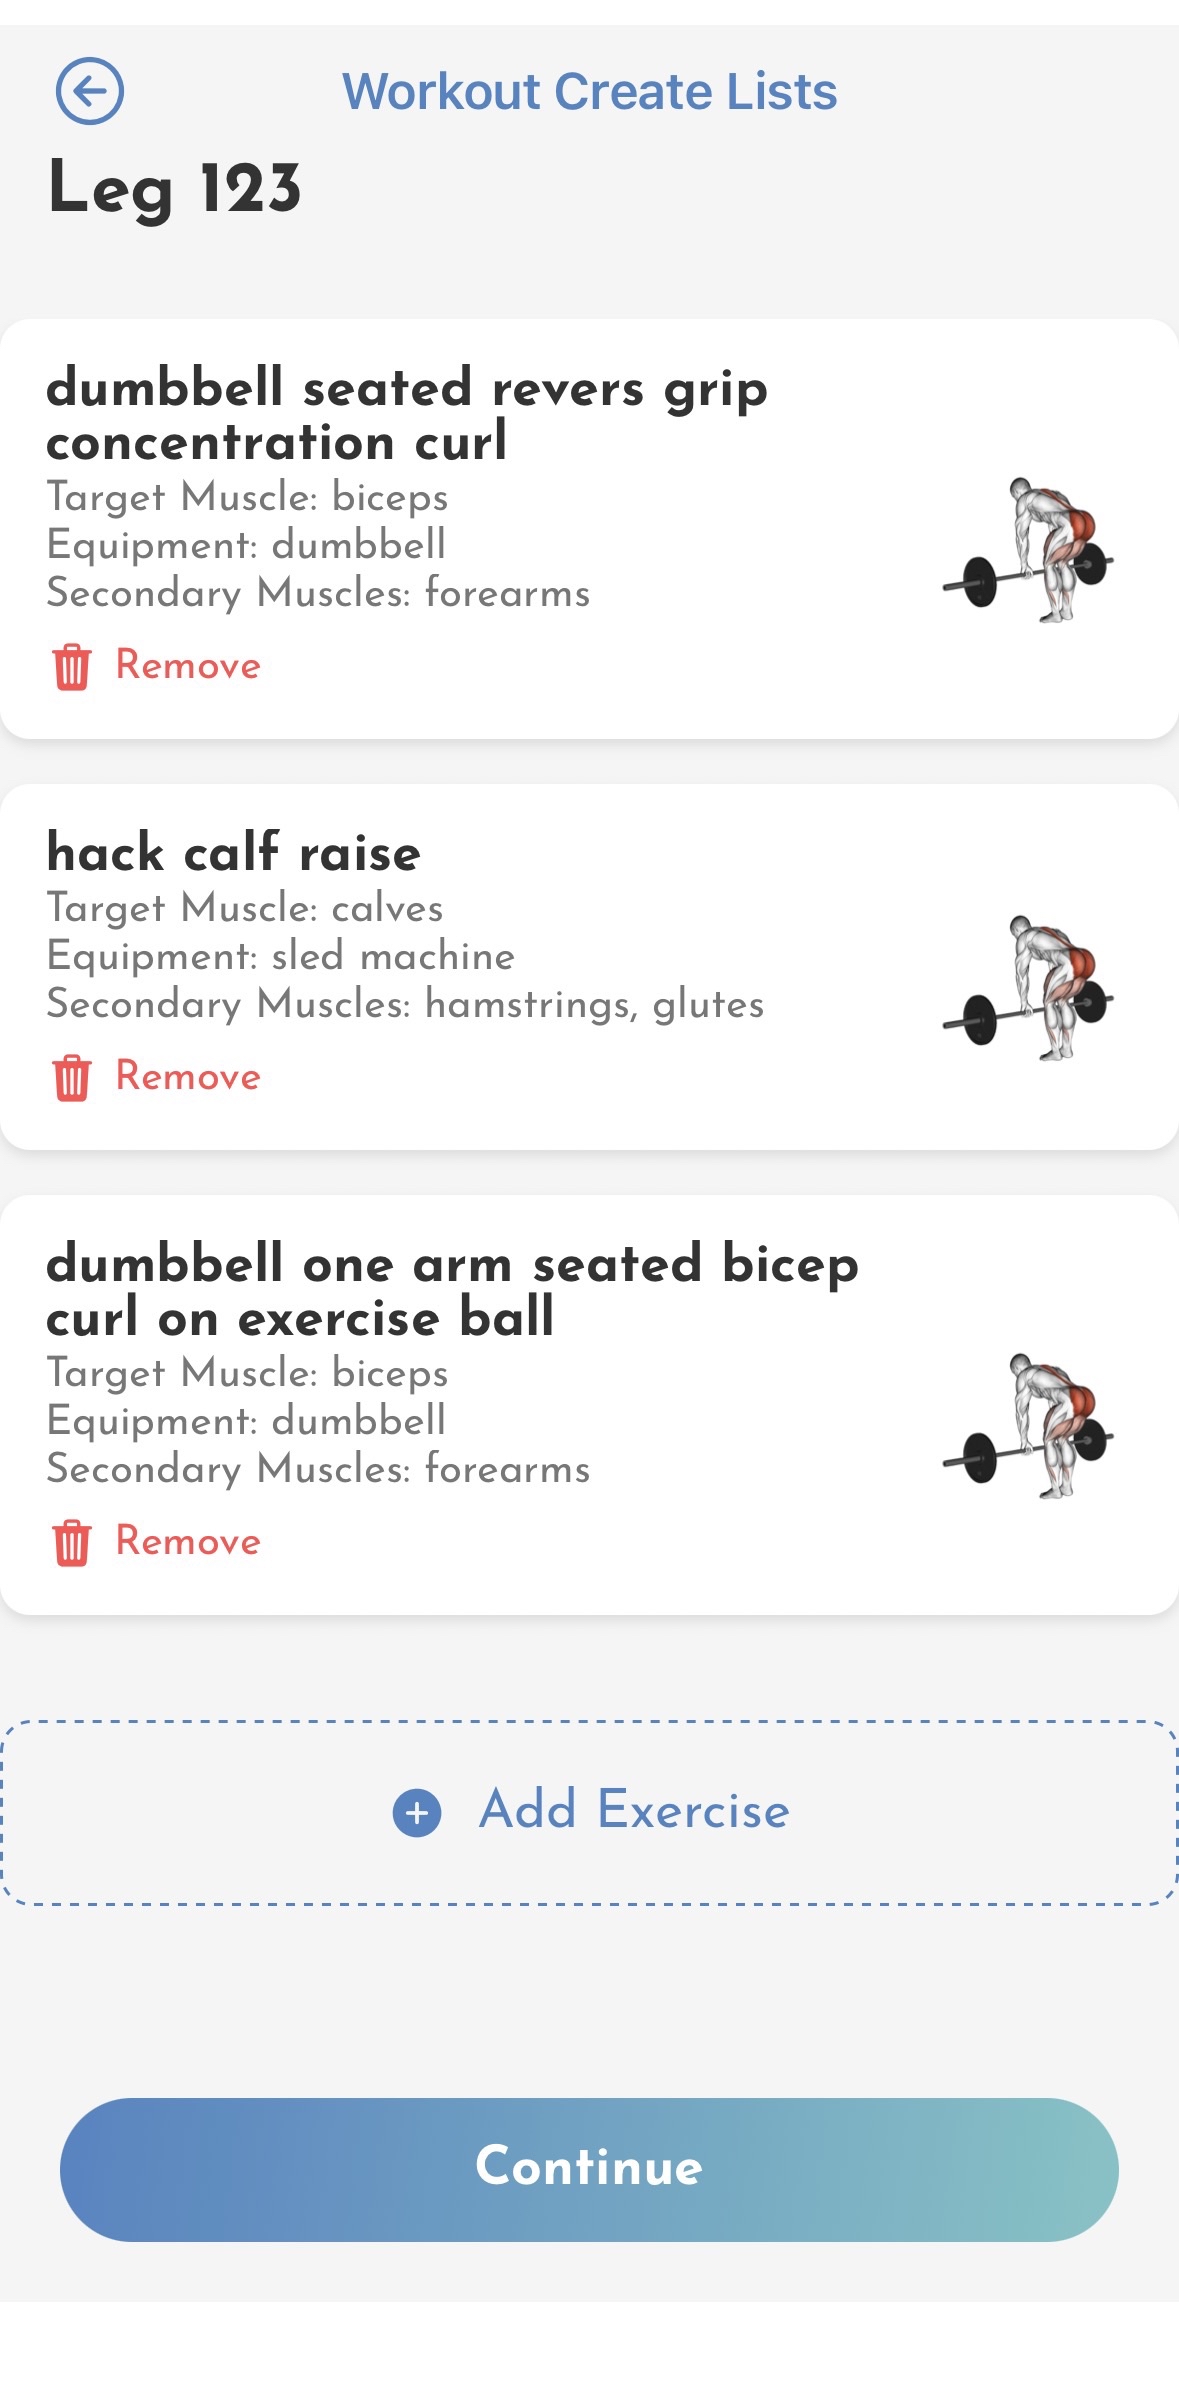 Workout Create Lists
Leg 123
dumbbell seated revers grip
concentration curl
Target Muscle: biceps
Equipment: dumbbell
Secondary Muscles: forearms
Remove
hack calf raise
Target Muscle: calves
Equipment: sled machine
Secondary Muscles: hamstrings, glutes
Remove
dumbbell one arm seated bicep
curl on exercise ball
Target Muscle: biceps
Equipment: dumbbell
Secondary Muscles: forearms
Remove
Add Exercise
Continue